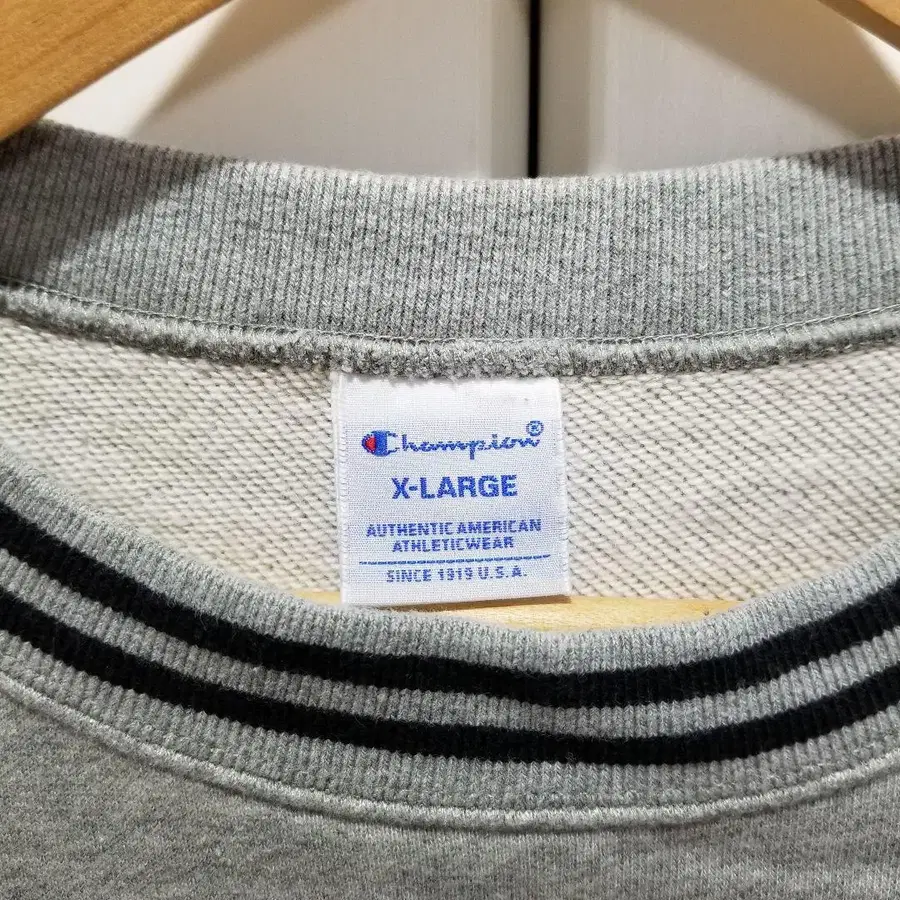 Champion®
X-LARGE
AUTHENTIC AMERICAN
ATHLETICWEAR
SINCE 1919 U.S.A.